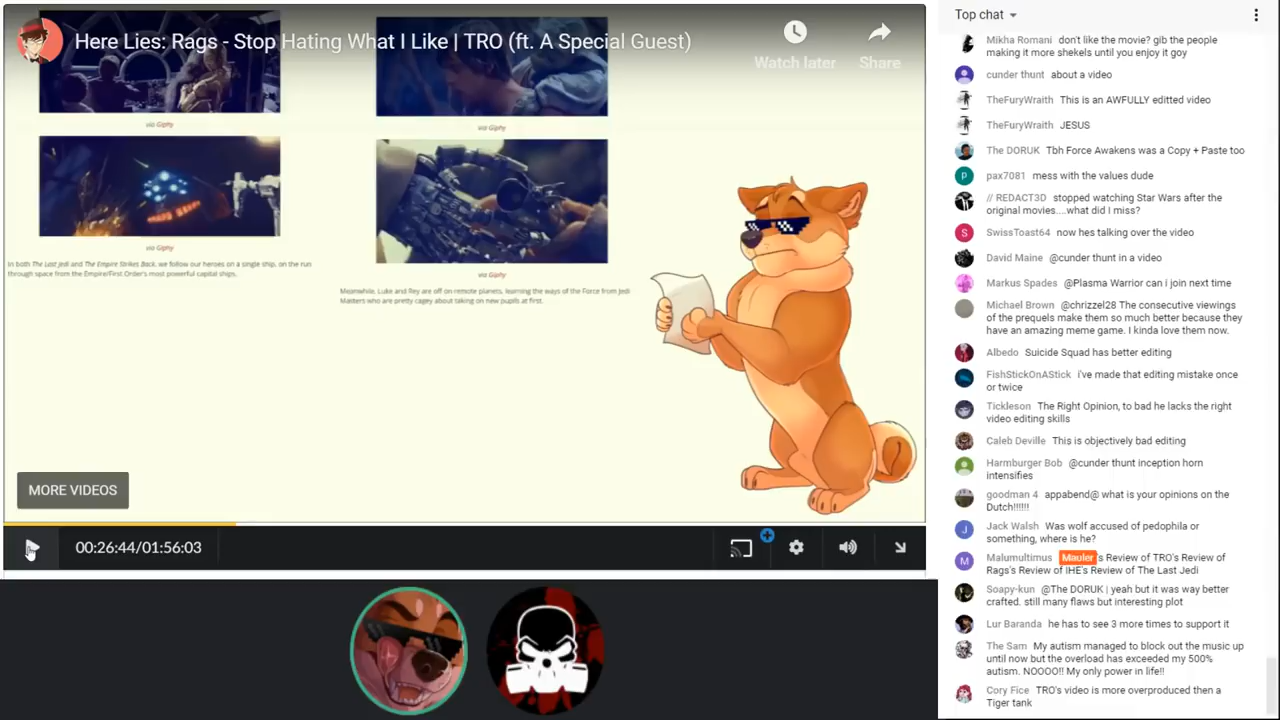 Here Lies: Rags - Stop Hating What I Like | TRO (ft. A Special Guest)
Watch later
Share
via Giphy
via Giphy
via Giphy
In both The Last Jedi and The Empire Strikes Back, we follow our heroes on a single ship, on the run
through space from the Empire/First Order's most powerful capital ships.
via Giphy
Meanwhile, Luke and Rey are off on remote planets, learning the ways of the Force from Jedi
Masters who are pretty cagey about taking on new pupils at first.
MORE VIDEOS
00:26:44/01:56:03
Top chat
Mikha Romani don't like the movie? gib the people
making it more shekels until you enjoy it goy
cunder thunt about a video
TheFuryWraith This is an AWFULLY editted video
TheFuryWraith JESUS
The DORUK Tbh Force Awakens was a Copy + Paste too
P
pax7081 mess with the values dude
// REDACT3D stopped watching Star Wars after the
original movies....what did I miss?
S
SwissToast64 now hes talking over the video
David Maine @cunder thunt in a video
Markus Spades @Plasma Warrior can i join next time
Michael Brown @chrizzel28 The consecutive viewings
of the prequels make them so much better because they
have an amazing meme game. I kinda love them now.
Albedo Suicide Squad has better editing
FishStickOnAStick i've made that editing mistake once
or twice
Tickleson The Right Opinion, to bad he lacks the right
video editing skills
Caleb Deville This is objectively bad editing
Harmburger Bob @cunder thunt inception horn
intensifies
goodman 4 appabend@ what is your opinions on the
Dutch!!!!!!
J
Jack Walsh Was wolf accused of pedophila or
something, where is he?
M
Malumultimus Mauler's Review of TRO's Review of
Rags's Review of IHE's Review of The Last Jedi
Soapy-kun @The DORUK | yeah but it was way better
crafted. still many flaws but interesting plot
Lur Baranda he has to see 3 more times to support it
The Sam My autism managed to block out the music up
until now but the overload has exceeded my 500%
autism. NOOOO!! My only power in life!!
Cory Fice TRO's video is more overproduced then a
Tiger tank